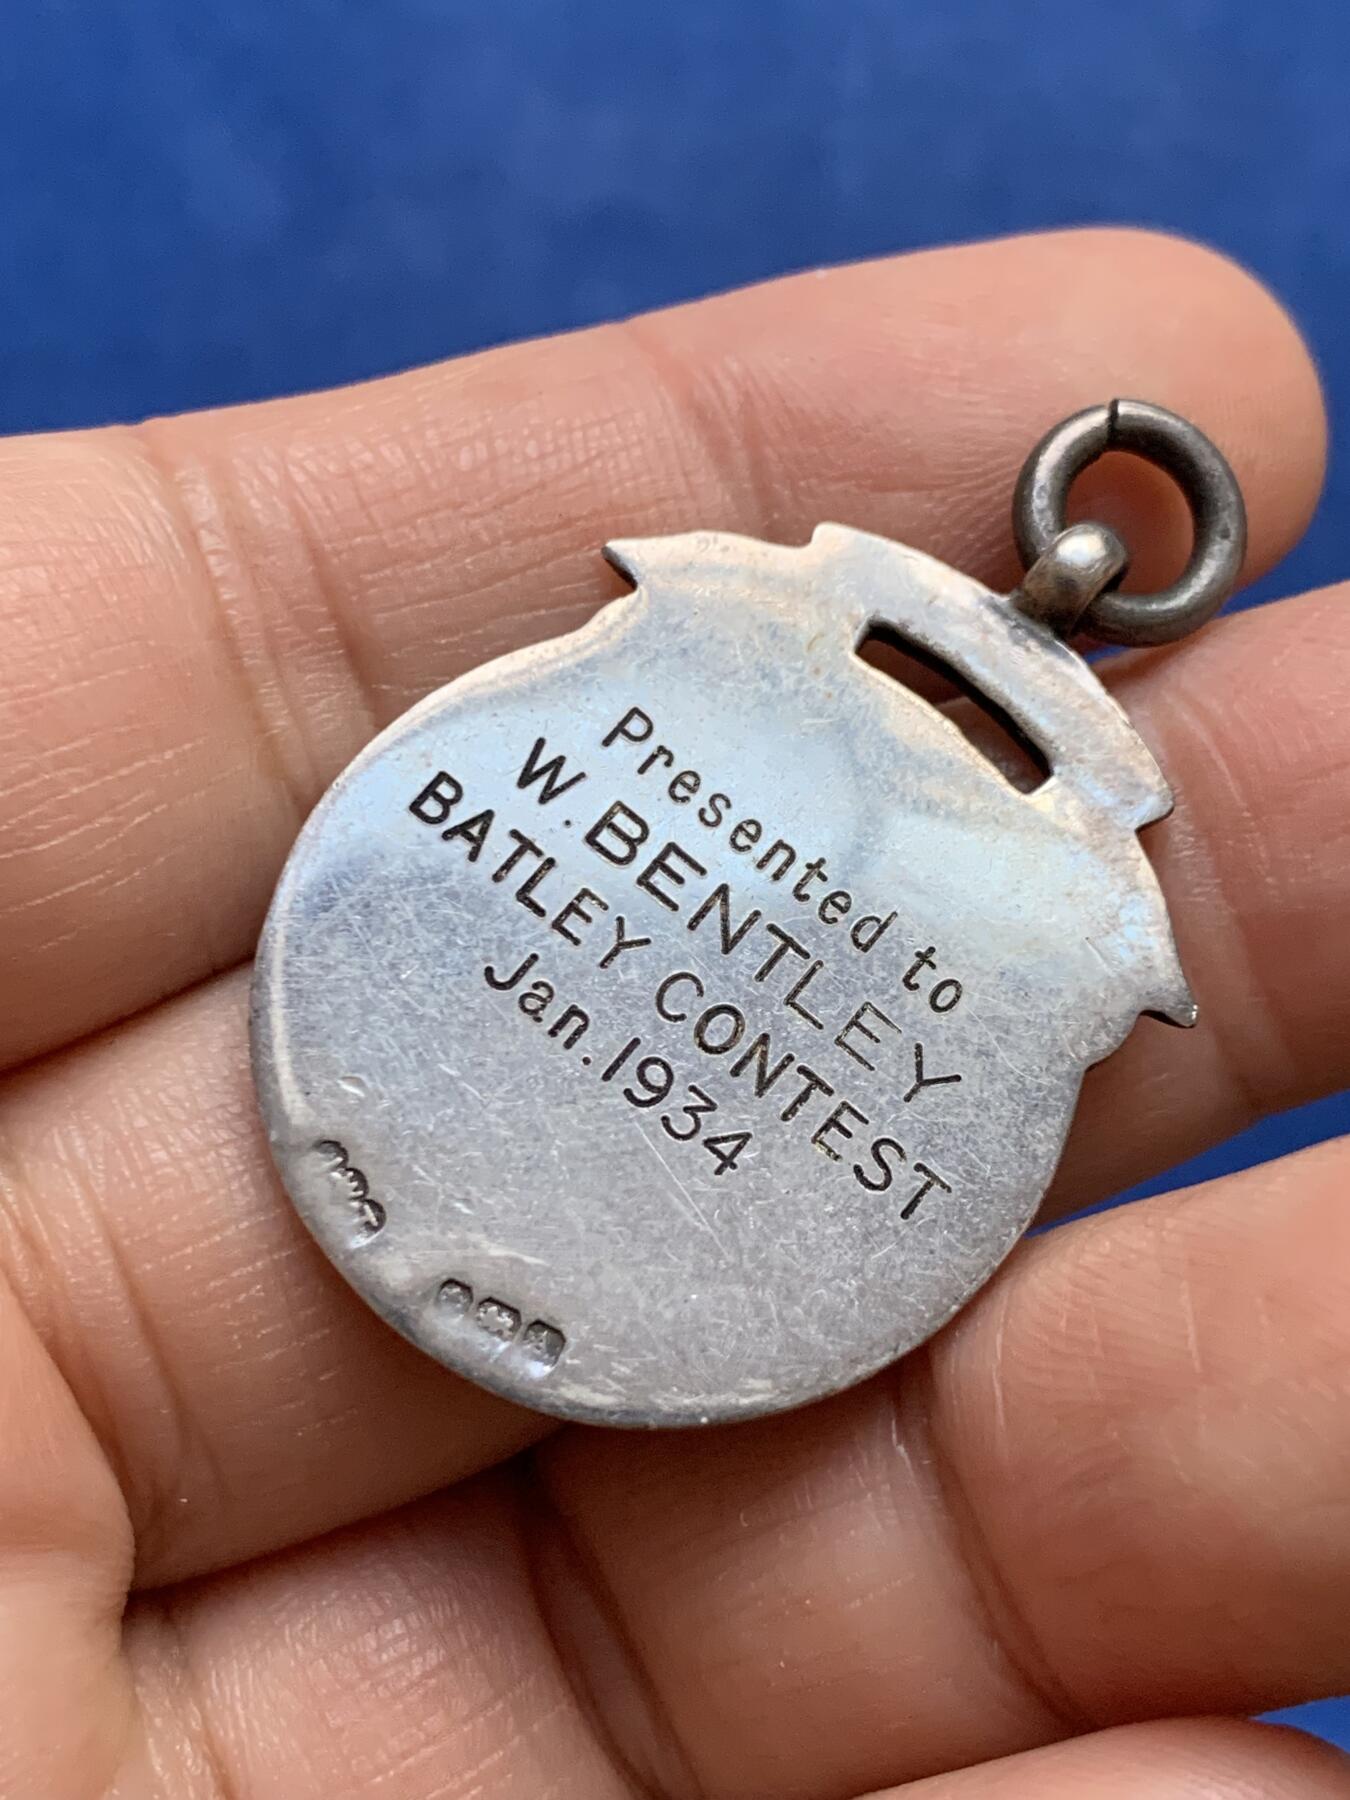 Presented to
W. BENTLEY
BATLEY CONTEST
Jan. 1934